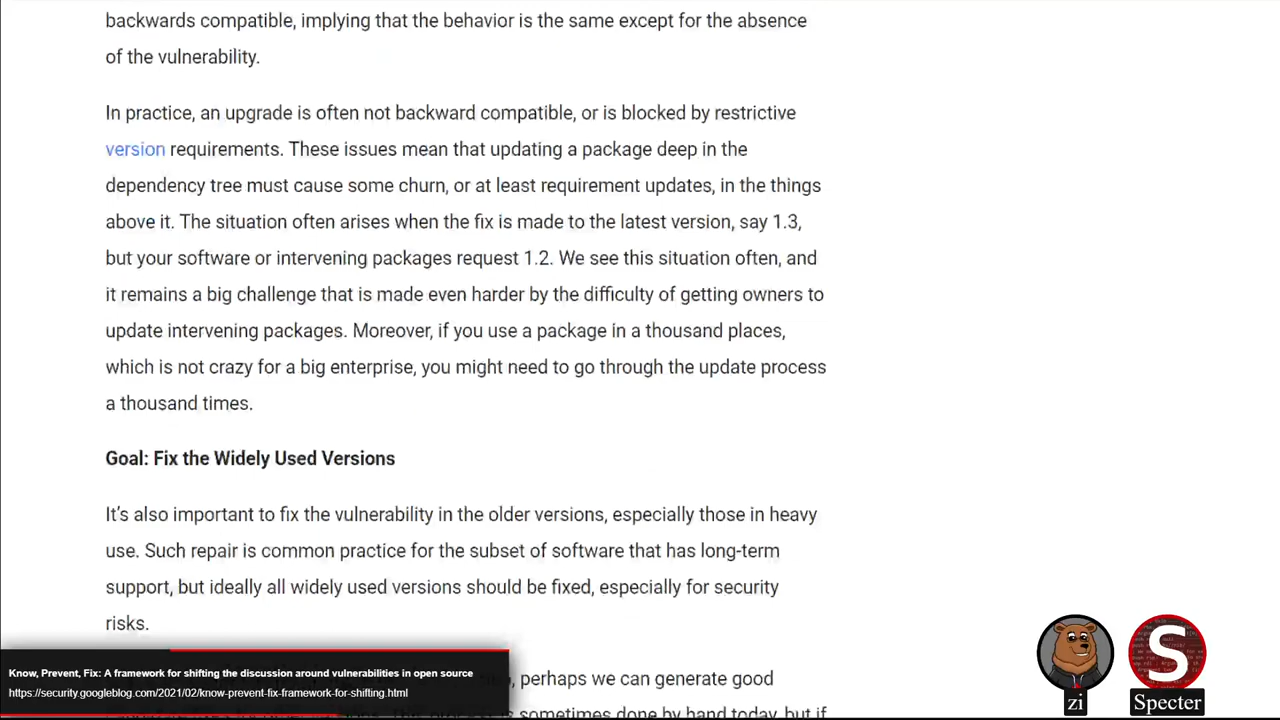 backwards compatible, implying that the behavior is the same except for the absence
of the vulnerability.
In practice, an upgrade is often not backward compatible, or is blocked by restrictive
version requirements. These issues mean that updating a package deep in the
dependency tree must cause some churn, or at least requirement updates, in the things
above it. The situation often arises when the fix is made to the latest version, say 1.3,
but your software or intervening packages request 1.2. We see this situation often, and
it remains a big challenge that is made even harder by the difficulty of getting owners to
update intervening packages. Moreover, if you use a package in a thousand places,
which is not crazy for a big enterprise, you might need to go through the update process
a thousand times.
Goal: Fix the Widely Used Versions
It’s also important to fix the vulnerability in the older versions, especially those in heavy
use. Such repair is common practice for the subset of software that has long-term
support, but ideally all widely used versions should be fixed, especially for security
risks.
, perhaps we can generate good
sometimes done by hand today, but if
Know, Prevent, Fix: A framework for shifting the discussion around vulnerabilities in open source
https://security.googleblog.com/2021/02/know-prevent-fix-framework-for-shifting.html
zi
S
Specter